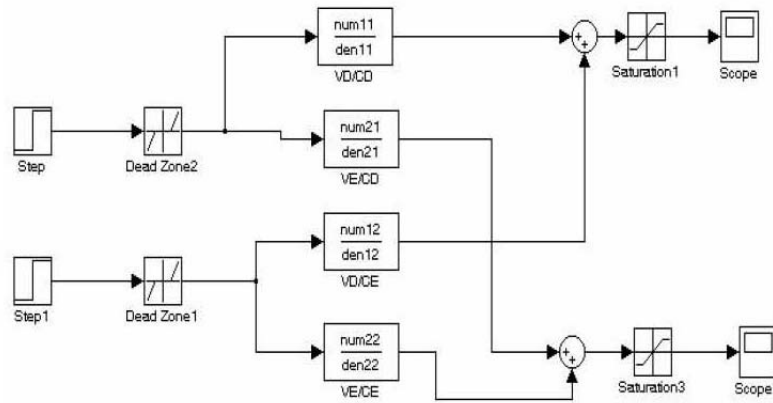 num11
den11
VD/CD
+
+
Saturation1
Scope
Step
Dead Zone2
num21
den21
VE/CD
num12
den12
VD/CE
Step1
Dead Zone1
num22
den22
VE/CE
+
+
Saturation3
Scope